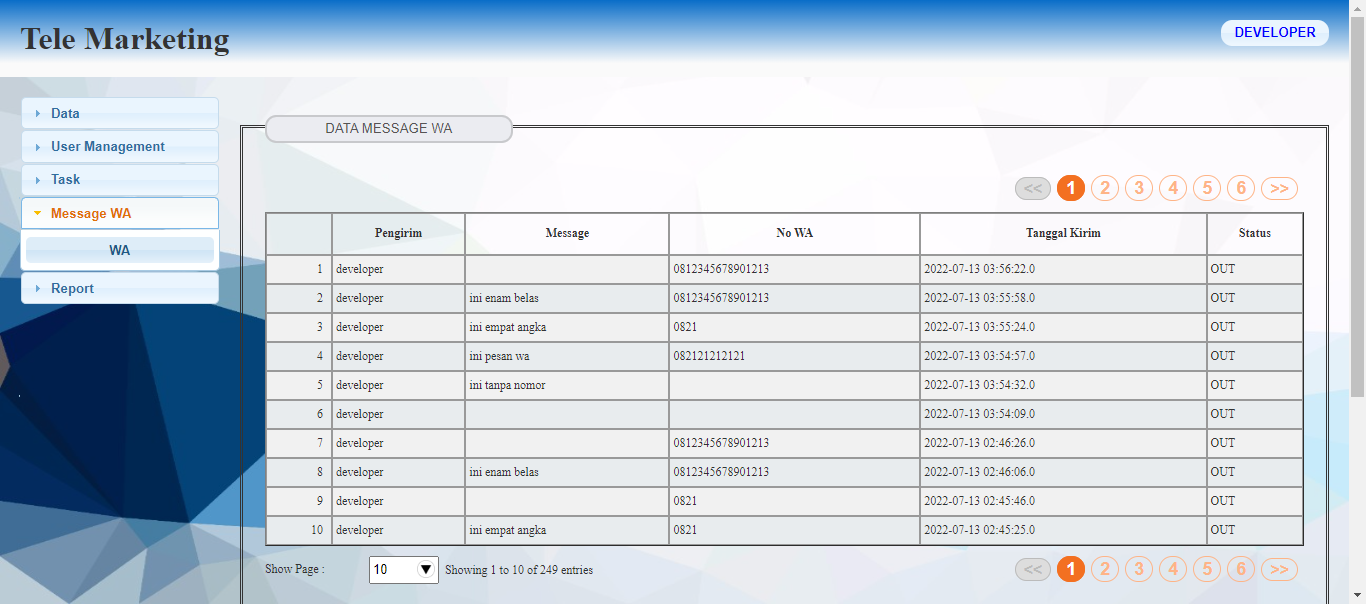 Tele Marketing
DEVELOPER
Data
User Management
Task
Message WA
WA
Report
DATA MESSAGE WA
<< 1 2 3 4 5 6 >>
Pengirim Message No WA Tanggal Kirim Status
1 developer 0812345678901213 2022-07-13 03:56:22.0 OUT
2 developer ini enam belas 0812345678901213 2022-07-13 03:55:58.0 OUT
3 developer ini empat angka 0821 2022-07-13 03:55:24.0 OUT
4 developer ini pesan wa 082121212121 2022-07-13 03:54:57.0 OUT
5 developer ini tanpa nomor 2022-07-13 03:54:32.0 OUT
6 developer 2022-07-13 03:54:09.0 OUT
7 developer 0812345678901213 2022-07-13 02:46:26.0 OUT
8 developer ini enam belas 0812345678901213 2022-07-13 02:46:06.0 OUT
9 developer 0821 2022-07-13 02:45:46.0 OUT
10 developer ini empat angka 0821 2022-07-13 02:45:25.0 OUT
Show Page : 10 Showing 1 to 10 of 249 entries
<< 1 2 3 4 5 6 >>